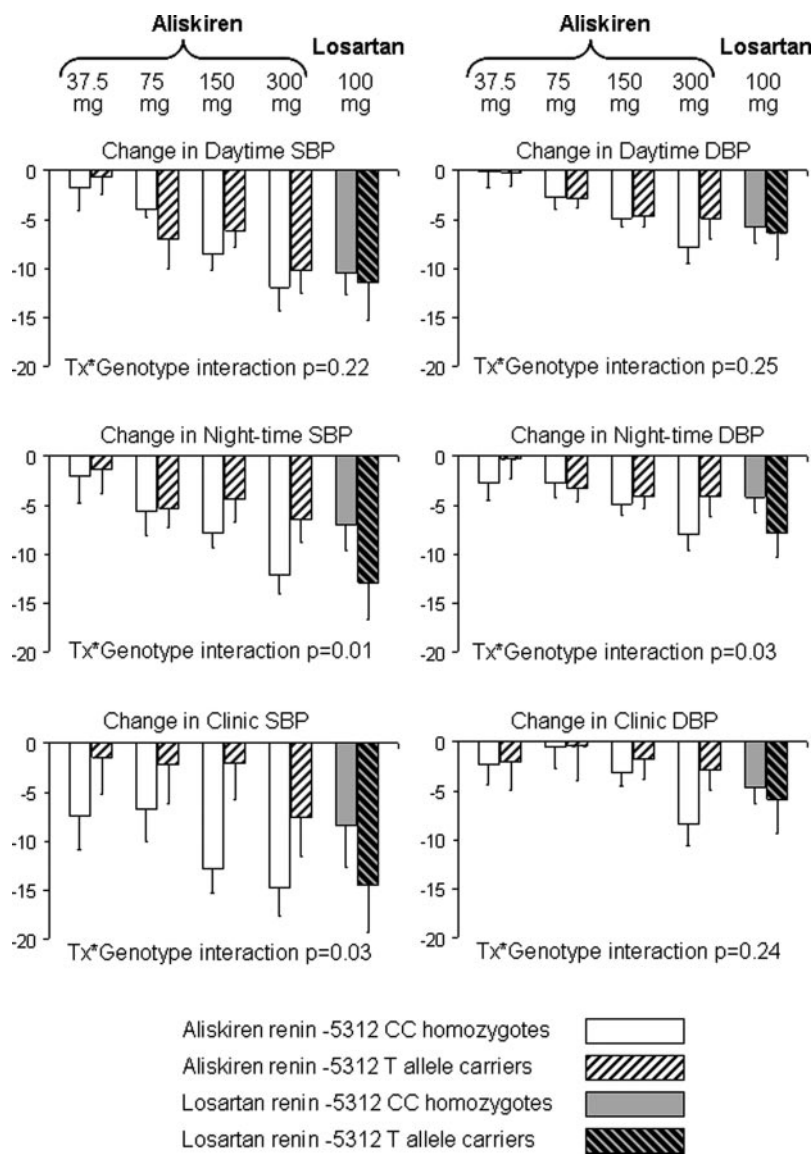 Aliskiren Losartan Aliskiren Losartan
37.5 75 150 300 100 37.5 75 150 300 100
mg mg mg mg mg mg mg mg mg mg
Change in Daytime SBP
0
-5
-10
-15
-20
Tx*Genotype interaction p=0.22
Change in Daytime DBP
0
-5
-10
-15
-20
Tx*Genotype interaction p=0.25
Change in Night-time SBP
0
-5
-10
-15
-20
Tx*Genotype interaction p=0.01
Change in Night-time DBP
0
-5
-10
-15
-20
Tx*Genotype interaction p=0.03
Change in Clinic SBP
0
-5
-10
-15
-20
Tx*Genotype interaction p=0.03
Change in Clinic DBP
0
-5
-10
-15
-20
Tx*Genotype interaction p=0.24
Aliskiren renin -5312 CC homozygotes
Aliskiren renin -5312 T allele carriers
Losartan renin -5312 CC homozygotes
Losartan renin -5312 T allele carriers